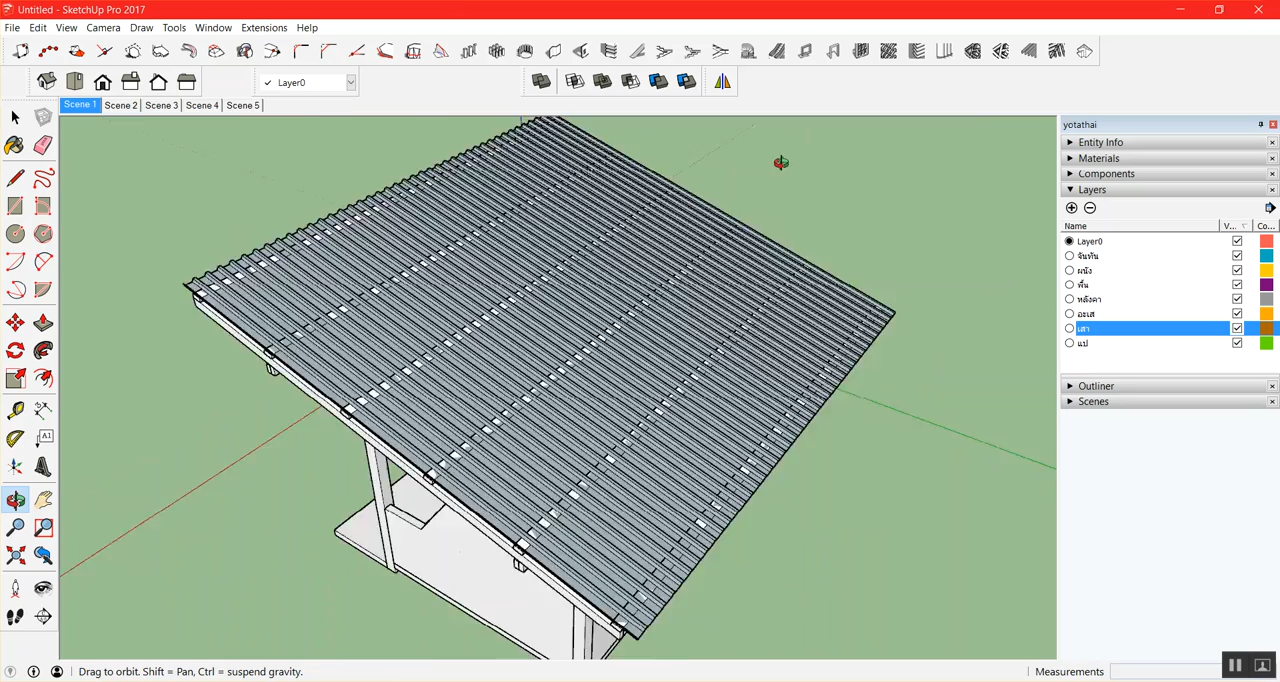 Untitled - SketchUp Pro 2017
File Edit View Camera Draw Tools Window Extensions Help
Layer0
Scene 1 Scene 2 Scene 3 Scene 4 Scene 5
yotathai
Entity Info
Materials
Components
Layers
Name V... Co...
Layer0
จันทัน
ผนัง
พื้น
หลังคา
อะเส
เสา
แป
Outliner
Scenes
A1
Drag to orbit. Shift = Pan, Ctrl = suspend gravity.
Measurements